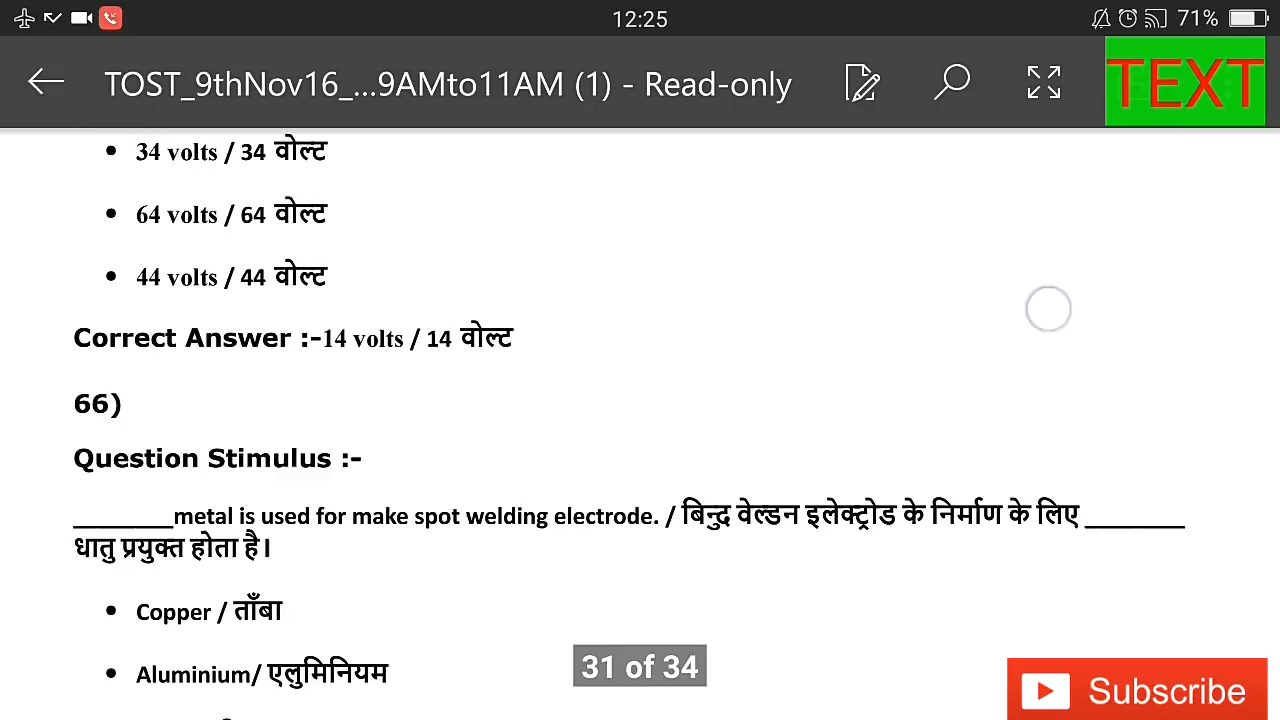 12:25
71%
TOST_9thNov16_...9AMto11AM (1) - Read-only
TEXT
• 34 volts / 34 वोल्ट
• 64 volts / 64 वोल्ट
• 44 volts / 44 वोल्ट
Correct Answer :-14 volts / 14 वोल्ट
66)
Question Stimulus :-
________metal is used for make spot welding electrode. / बिन्दु वेल्डन इलेक्ट्रोड के निर्माण के लिए ________
धातु प्रयुक्त होता है।
• Copper / ताँबा
• Aluminium/ एलुमिनियम
31 of 34
Subscribe